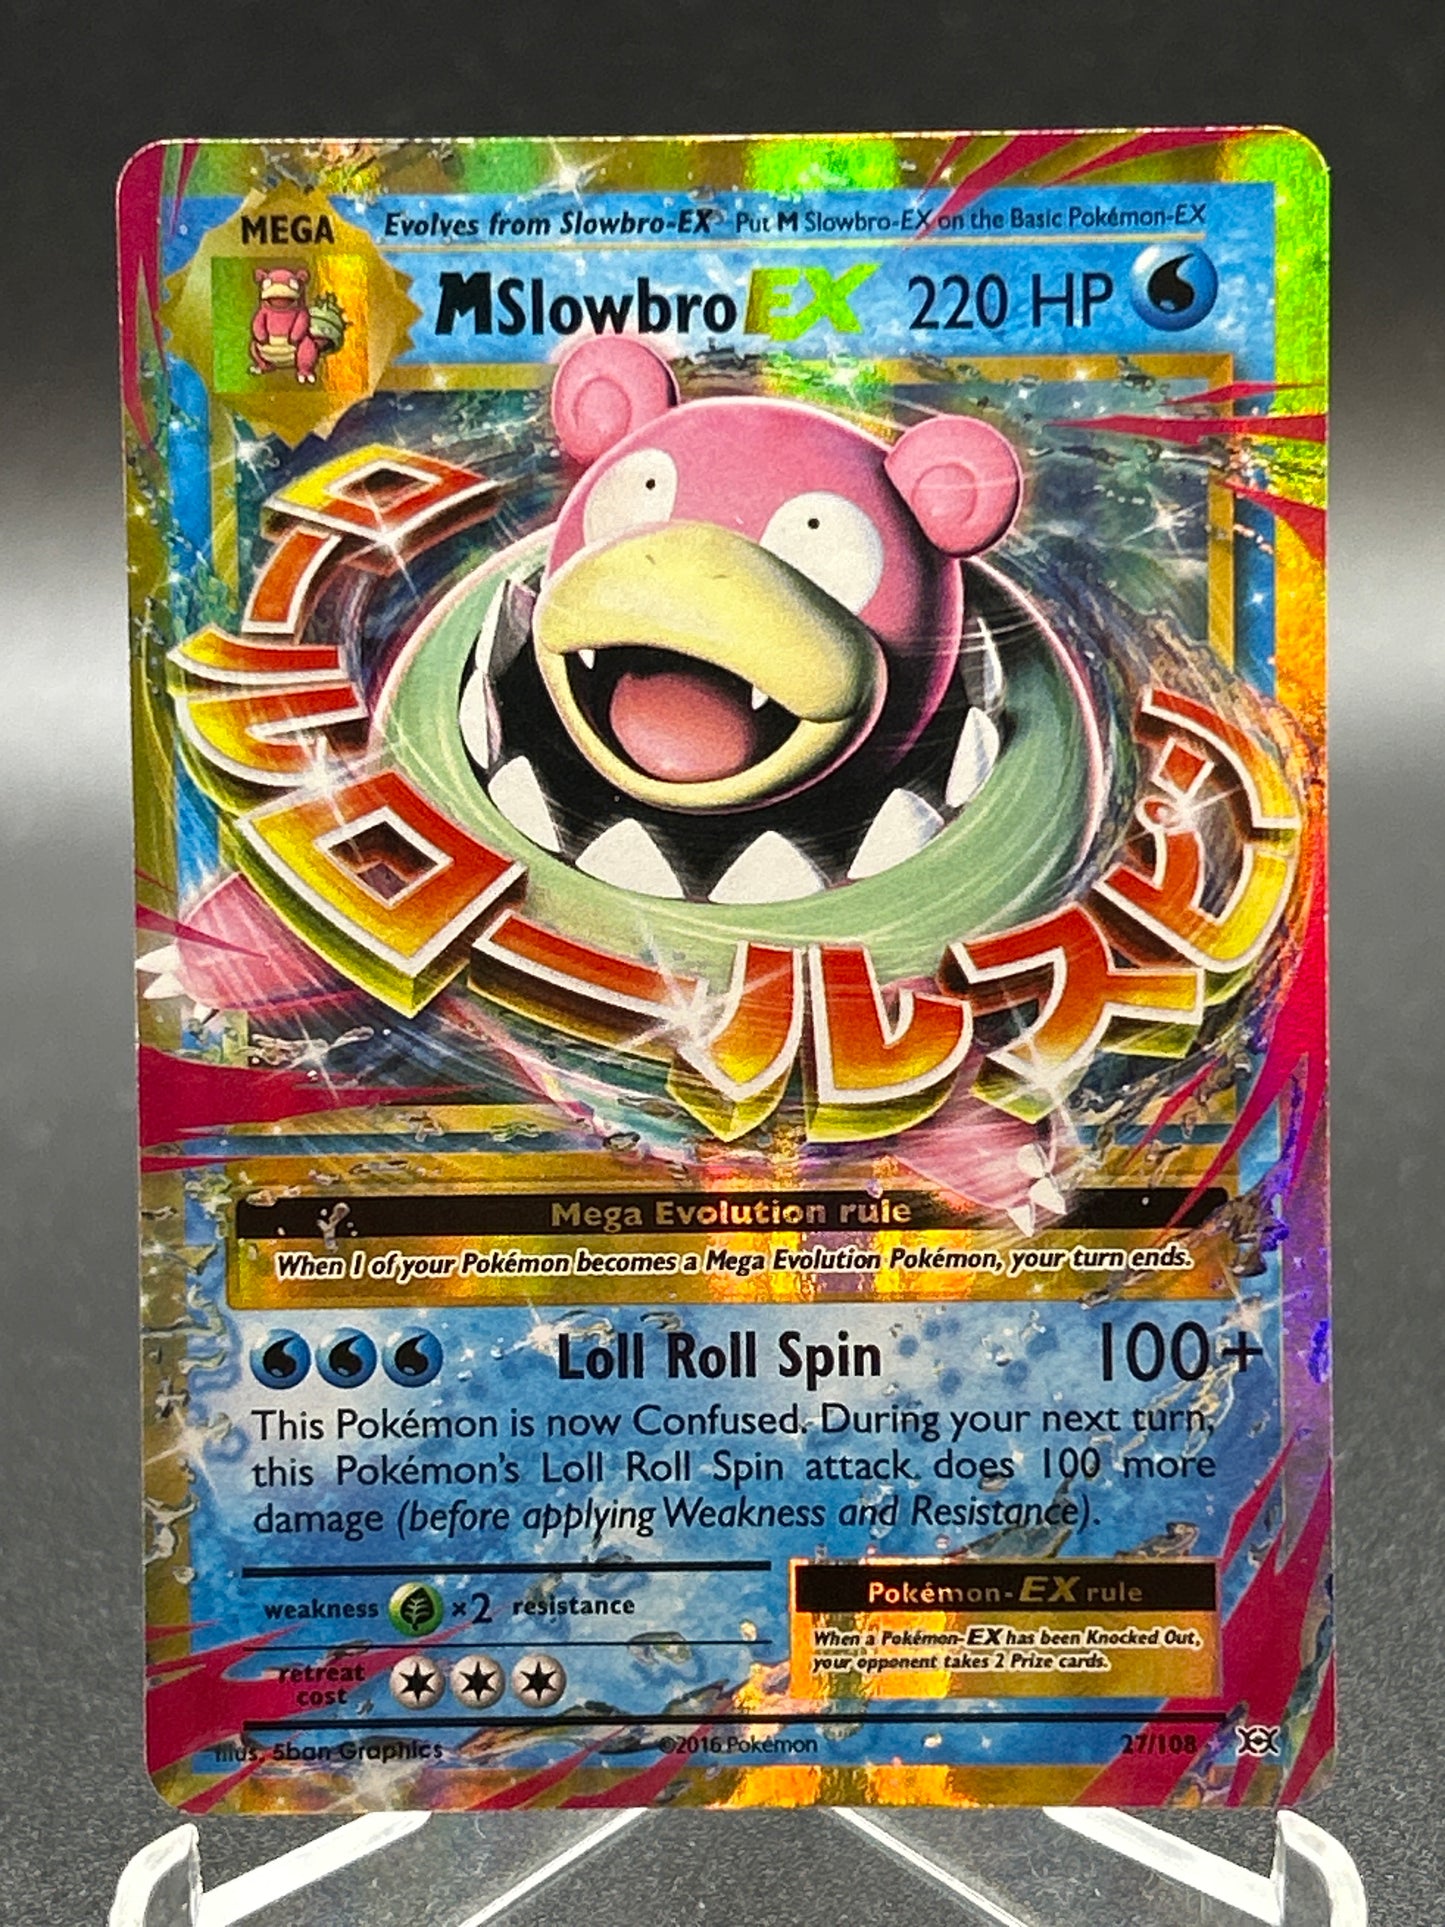 MEGA
Evolves from Slowbro-EX Put M Slowbro-EX on the Basic Pokémon-EX
M Slowbro EX 220 HP
ロールロールスピン
Mega Evolution rule
When 1 of your Pokémon becomes a Mega Evolution Pokémon, your turn ends.
Loll Roll Spin 100+
This Pokémon is now Confused. During your next turn,
this Pokémon's Loll Roll Spin attack does 100 more
damage (before applying Weakness and Resistance).
weakness ×2 resistance
retreat
cost
Pokémon-EX rule
When a Pokémon-EX has been Knocked Out,
your opponent takes 2 Prize cards.
Illus. 5ban Graphics ©2016 Pokémon 27/108